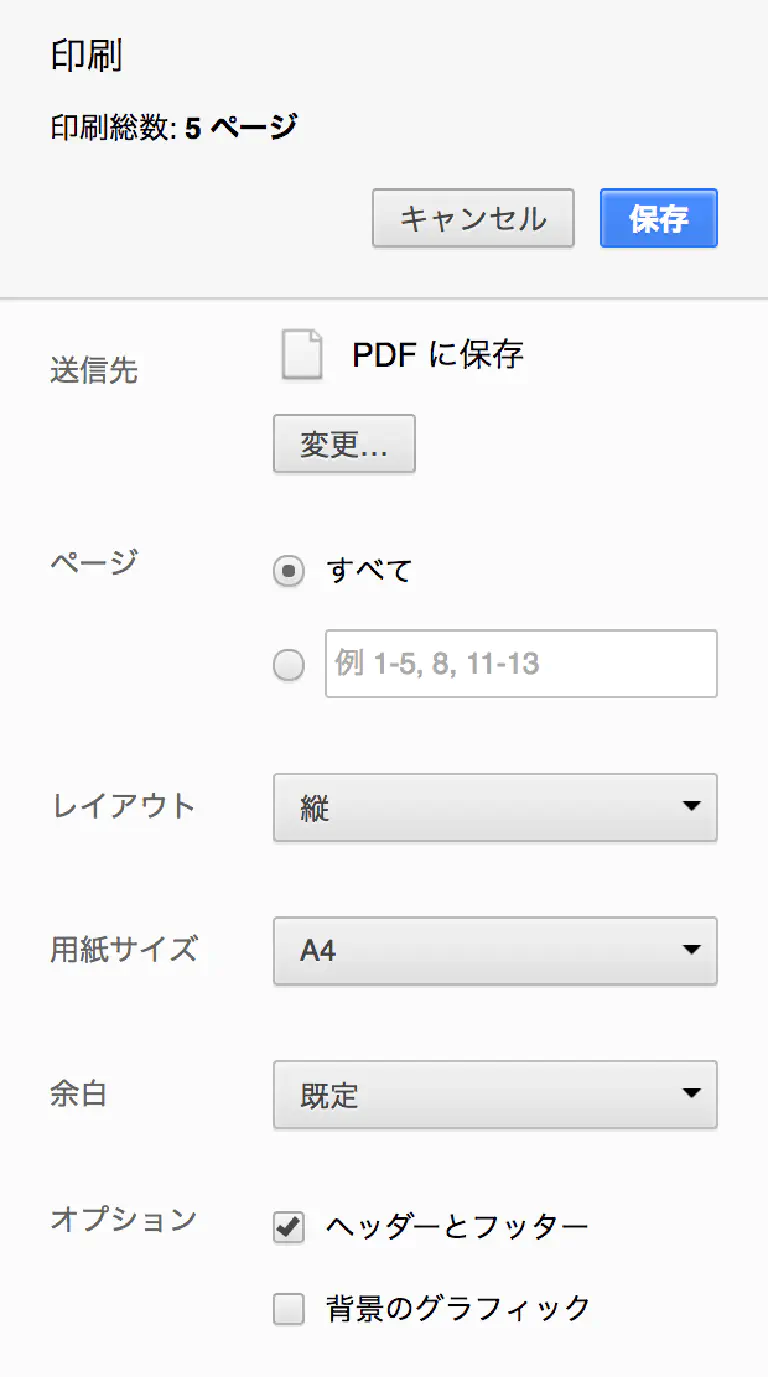 印刷
印刷総数: 5 ページ
キャンセル
保存
送信先
PDF に保存
変更...
ページ
すべて
例 1-5, 8, 11-13
レイアウト
縦
用紙サイズ
A4
余白
既定
オプション
ヘッダーとフッター
背景のグラフィック